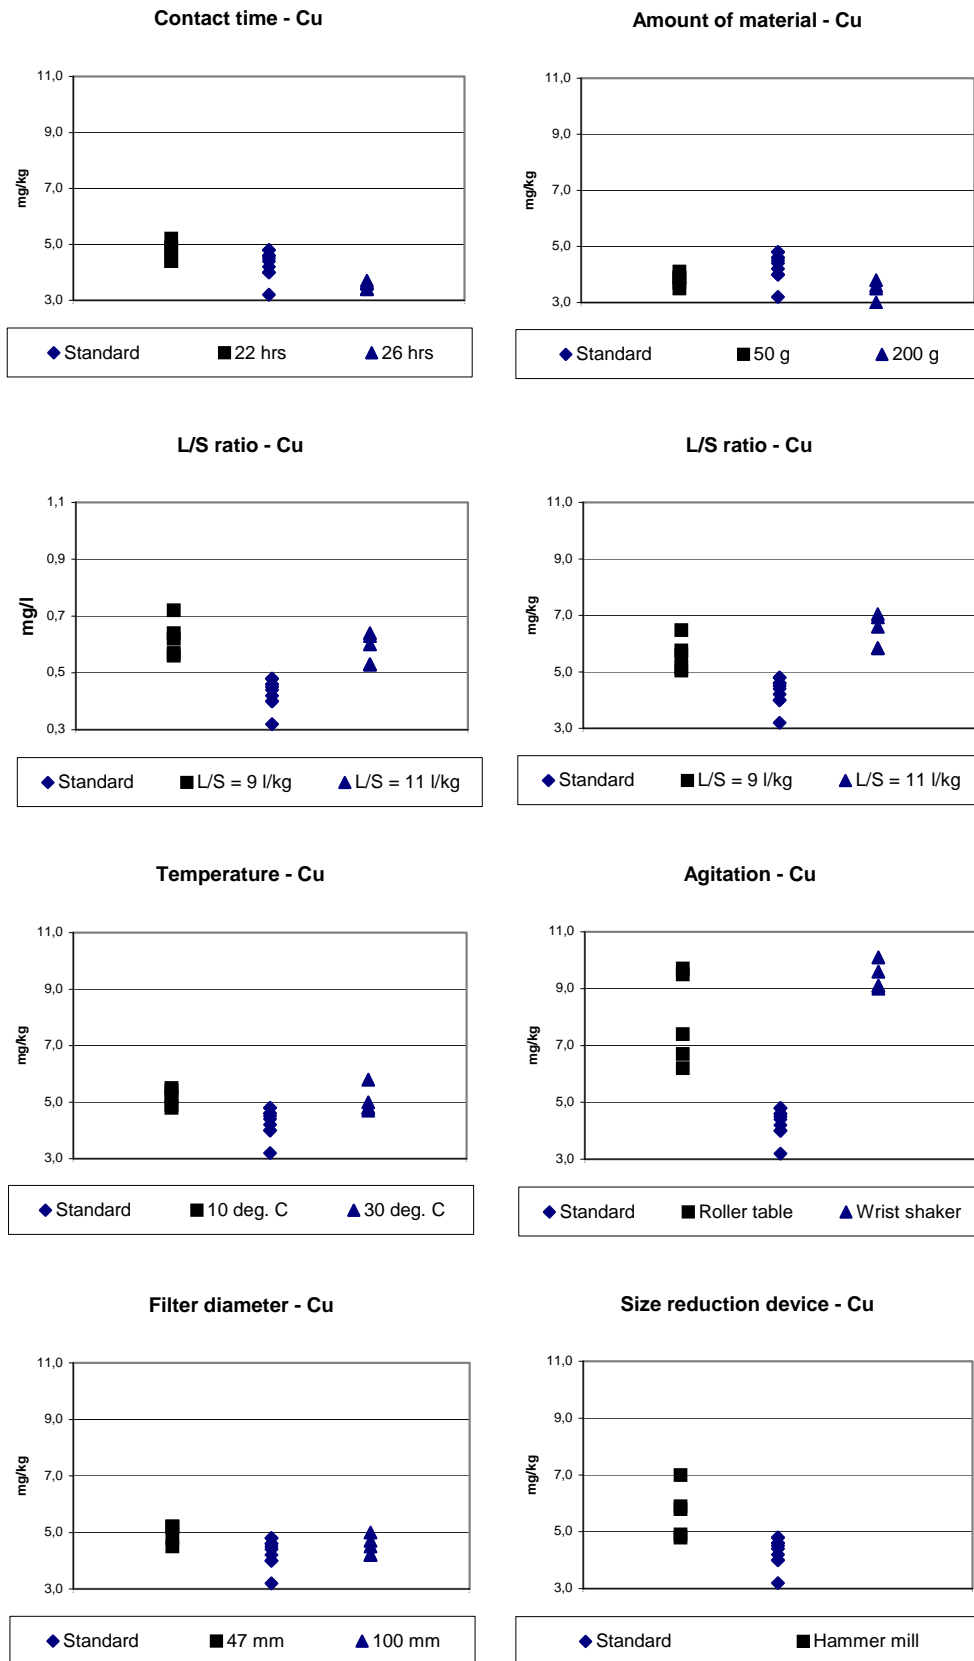 Contact time - Cu
11,0
9,0
7,0
5,0
3,0
mg/kg
Standard 22 hrs 26 hrs
Amount of material - Cu
11,0
9,0
7,0
5,0
3,0
mg/kg
Standard 50 g 200 g
L/S ratio - Cu
1,1
0,9
0,7
0,5
0,3
mg/l
Standard L/S = 9 l/kg L/S = 11 l/kg
L/S ratio - Cu
11,0
9,0
7,0
5,0
3,0
mg/kg
Standard L/S = 9 l/kg L/S = 11 l/kg
Temperature - Cu
11,0
9,0
7,0
5,0
3,0
mg/kg
Standard 10 deg. C 30 deg. C
Agitation - Cu
11,0
9,0
7,0
5,0
3,0
mg/kg
Standard Roller table Wrist shaker
Filter diameter - Cu
11,0
9,0
7,0
5,0
3,0
mg/kg
Standard 47 mm 100 mm
Size reduction device - Cu
11,0
9,0
7,0
5,0
3,0
mg/kg
Standard Hammer mill